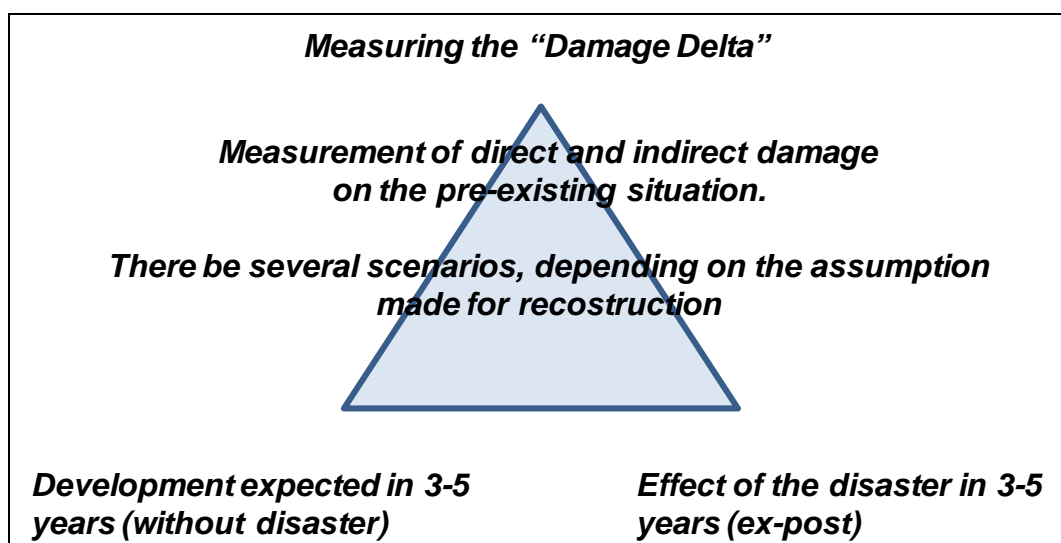 Measuring the “Damage Delta”
Measurement of direct and indirect damage
on the pre-existing situation.
There be several scenarios, depending on the assumption
made for recostruction
Development expected in 3-5
years (without disaster)
Effect of the disaster in 3-5
years (ex-post)